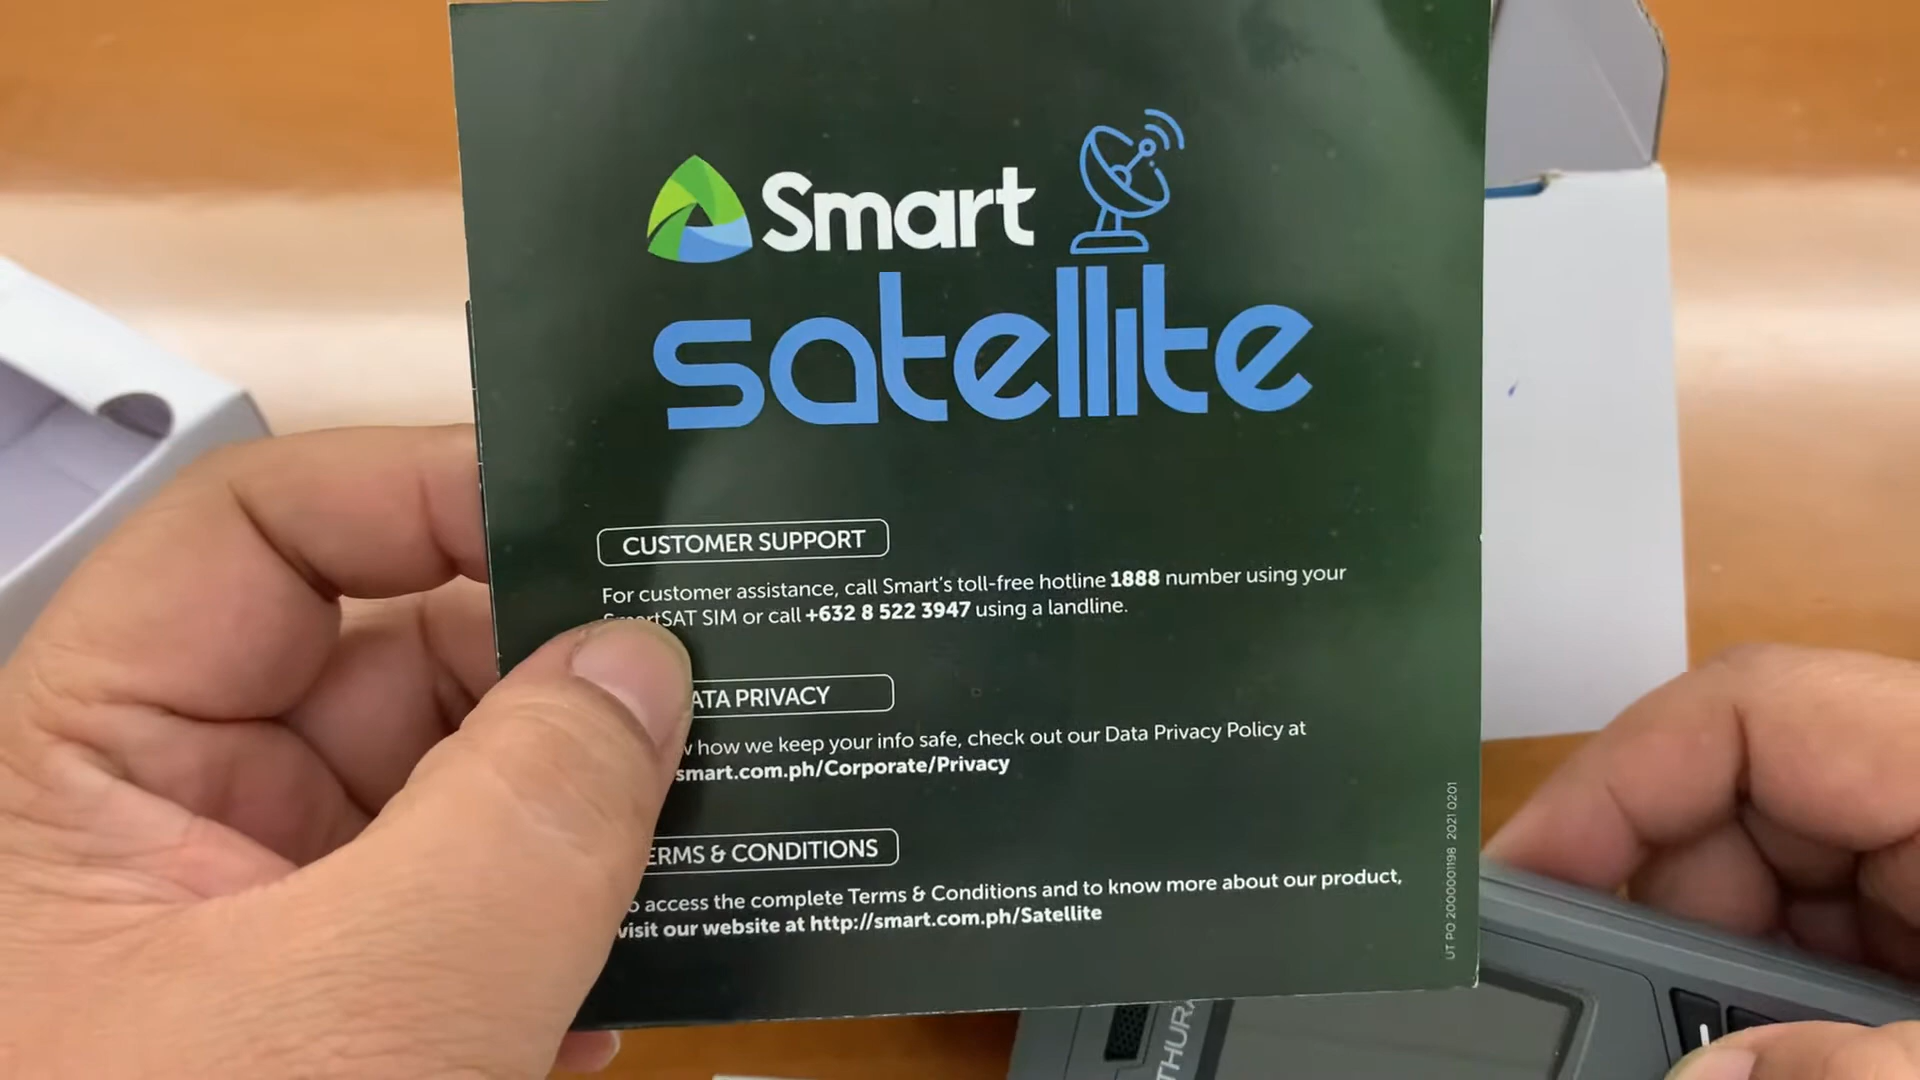 Smart
satellite
CUSTOMER SUPPORT
For customer assistance, call Smart's toll-free hotline 1888 number using your
SmartSAT SIM or call +632 8 522 3947 using a landline.
ATA PRIVACY
how we keep your info safe, check out our Data Privacy Policy at
smart.com.ph/Corporate/Privacy
ERMS & CONDITIONS
o access the complete Terms & Conditions and to know more about our product,
visit our website at http://smart.com.ph/Satellite
UT PO 2000001198 2021 0201
THURA